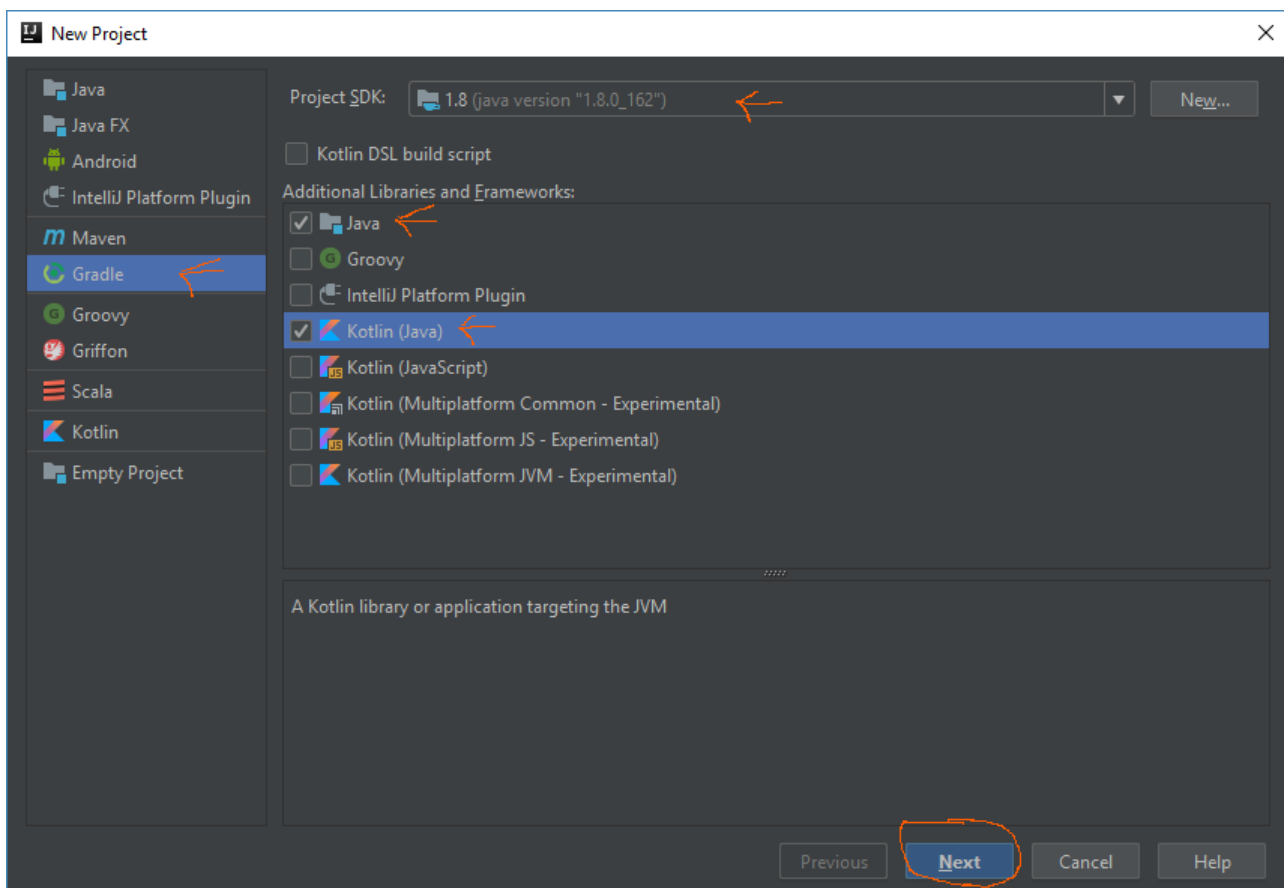 New Project
Java
Java FX
Android
IntelliJ Platform Plugin
Maven
Gradle
Groovy
Griffon
Scala
Kotlin
Empty Project
Project SDK: 1.8 (java version "1.8.0_162") New...
Kotlin DSL build script
Additional Libraries and Frameworks:
Java
Groovy
IntelliJ Platform Plugin
Kotlin (Java)
Kotlin (JavaScript)
Kotlin (Multiplatform Common - Experimental)
Kotlin (Multiplatform JS - Experimental)
Kotlin (Multiplatform JVM - Experimental)
A Kotlin library or application targeting the JVM
Previous Next Cancel Help